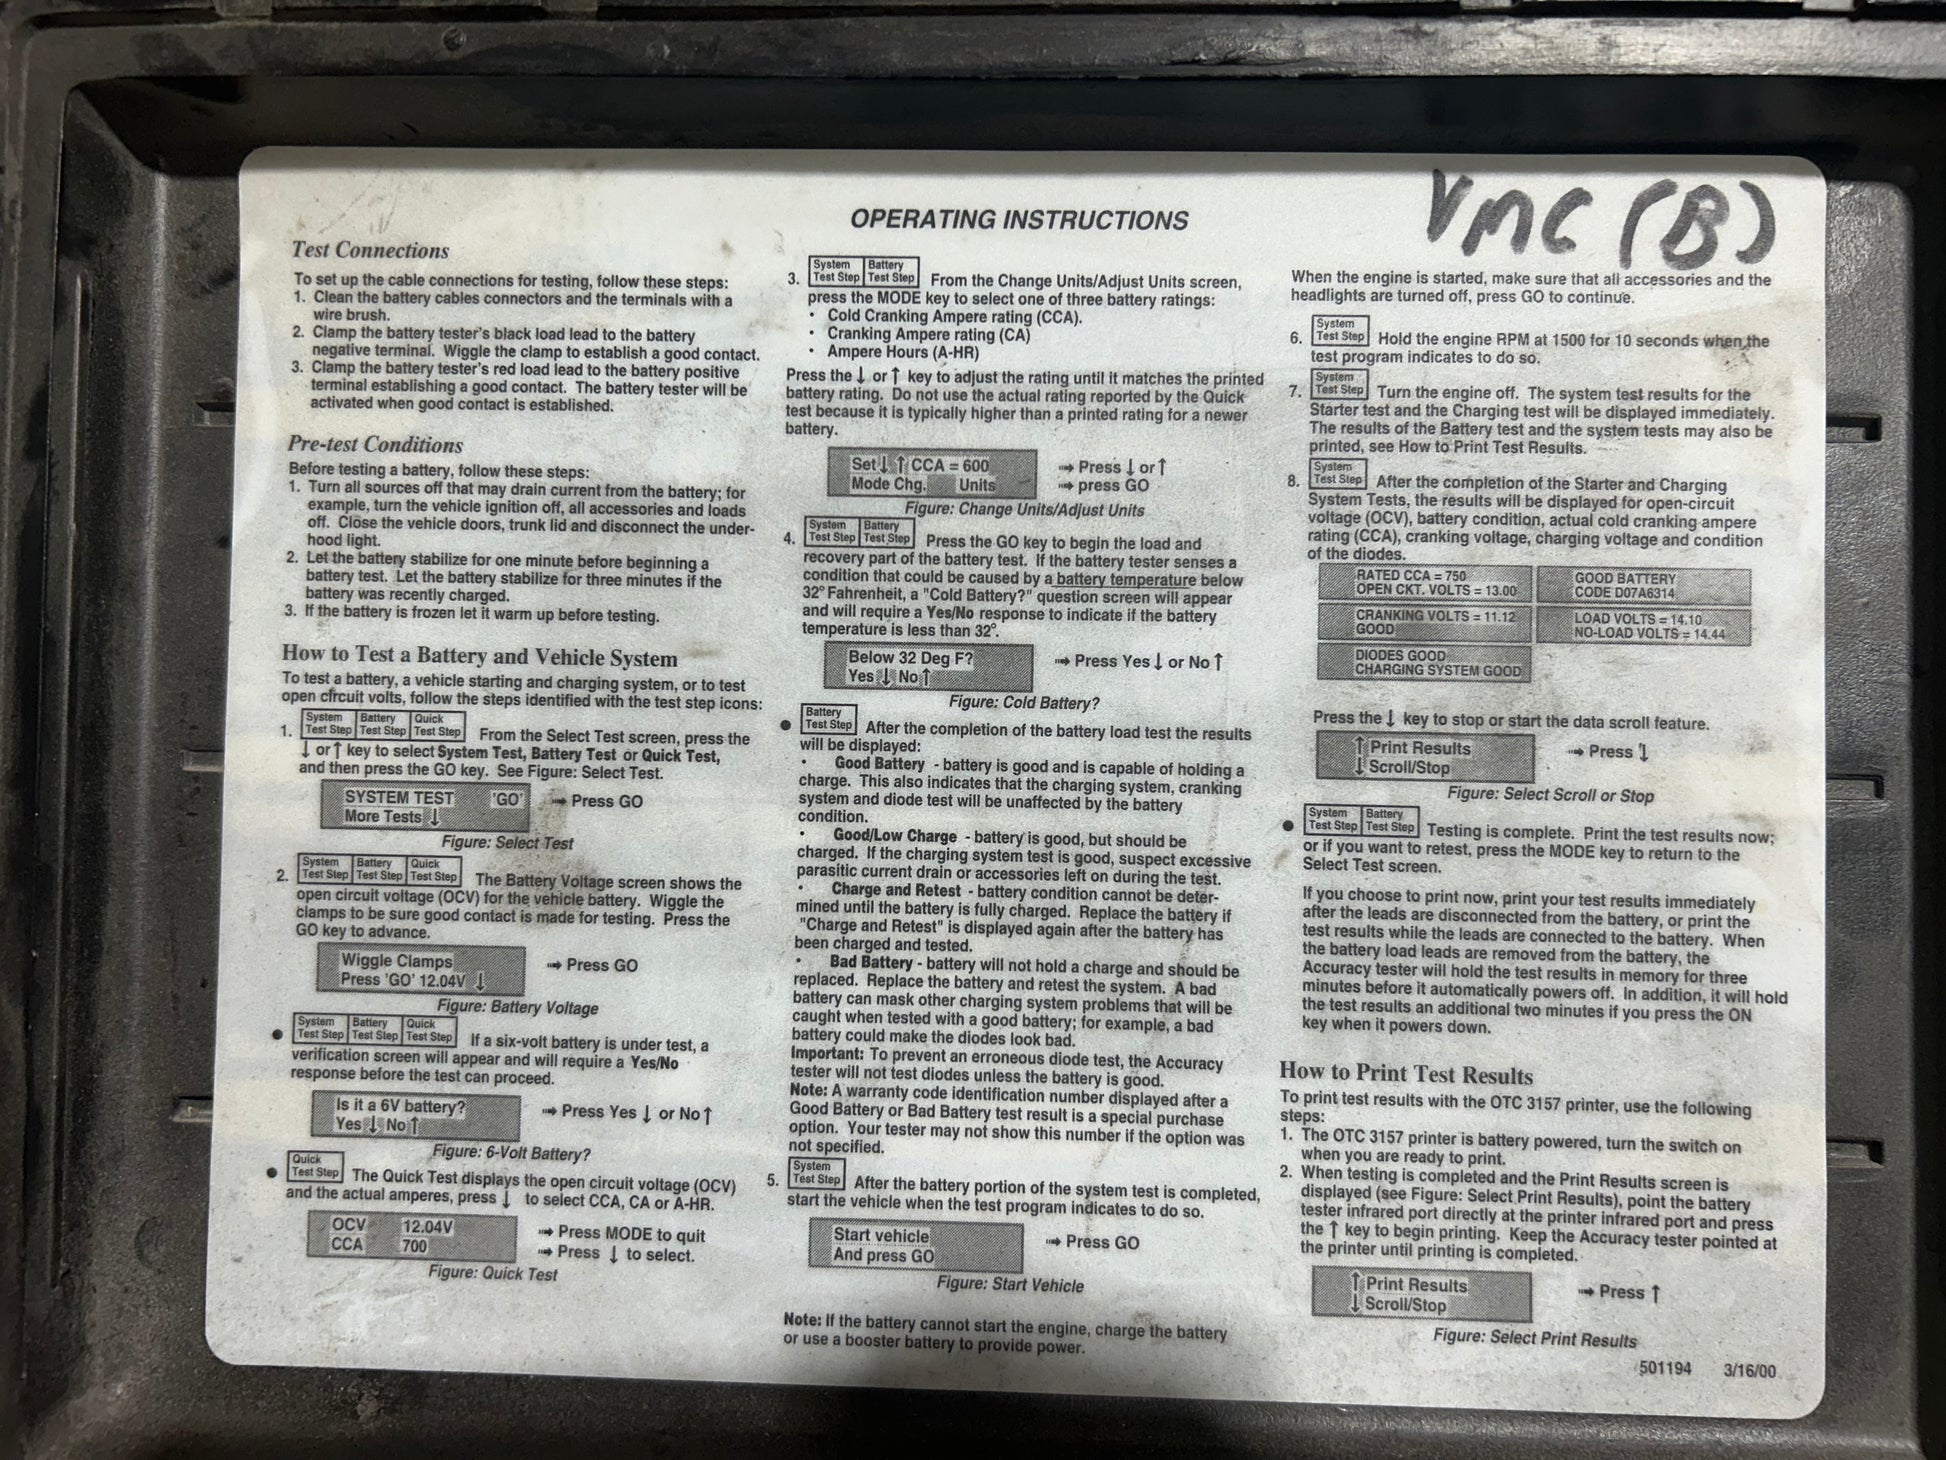 VMC (B)
OPERATING INSTRUCTIONS
Test Connections
To set up the cable connections for testing, follow these steps:
1. Clean the battery cables connectors and the terminals with a
wire brush.
2. Clamp the battery tester's black load lead to the battery
negative terminal. Wiggle the clamp to establish a good contact.
3. Clamp the battery tester's red load lead to the battery positive
terminal establishing a good contact. The battery tester will be
activated when good contact is established.
Pre-test Conditions
Before testing a battery, follow these steps:
1. Turn all sources off that may drain current from the battery; for
example, turn the vehicle ignition off, all accessories and loads
off. Close the vehicle doors, trunk lid and disconnect the under-
hood light.
2. Let the battery stabilize for one minute before beginning a
battery test. Let the battery stabilize for three minutes if the
battery was recently charged.
3. If the battery is frozen let it warm up before testing.
How to Test a Battery and Vehicle System
To test a battery, a vehicle starting and charging system, or to test
open circuit volts, follow the steps identified with the test step icons:
1. System Test Step Battery Test Step Quick Test Step From the Select Test screen, press the
↓ or ↑ key to select System Test, Battery Test or Quick Test,
and then press the GO key. See Figure: Select Test.
SYSTEM TEST 'GO' ➟ Press GO
More Tests ↓
Figure: Select Test
2. System Test Step Battery Test Step Quick Test Step The Battery Voltage screen shows the
open circuit voltage (OCV) for the vehicle battery. Wiggle the
clamps to be sure good contact is made for testing. Press the
GO key to advance.
Wiggle Clamps ➟ Press GO
Press 'GO' 12.04V ↓
Figure: Battery Voltage
• System Test Step Battery Test Step Quick Test Step If a six-volt battery is under test, a
verification screen will appear and will require a Yes/No
response before the test can proceed.
Is it a 6V battery? ➟ Press Yes ↓ or No ↑
Yes ↓ No ↑
Figure: 6-Volt Battery?
• Quick Test Step The Quick Test displays the open circuit voltage (OCV)
and the actual amperes, press ↓ to select CCA, CA or A-HR.
OCV 12.04V ➟ Press MODE to quit
CCA 700 ➟ Press ↓ to select.
Figure: Quick Test
3. System Test Step Battery Test Step From the Change Units/Adjust Units screen,
press the MODE key to select one of three battery ratings:
• Cold Cranking Ampere rating (CCA).
• Cranking Ampere rating (CA)
• Ampere Hours (A-HR)
Press the ↓ or ↑ key to adjust the rating until it matches the printed
battery rating. Do not use the actual rating reported by the Quick
test because it is typically higher than a printed rating for a newer
battery.
Set ↓ ↑ CCA = 600 ➟ Press ↓ or ↑
Mode Chg. Units ➟ press GO
Figure: Change Units/Adjust Units
4. System Test Step Battery Test Step Press the GO key to begin the load and
recovery part of the battery test. If the battery tester senses a
condition that could be caused by a battery temperature below
32° Fahrenheit, a "Cold Battery?" question screen will appear
and will require a Yes/No response to indicate if the battery
temperature is less than 32°.
Below 32 Deg F? ➟ Press Yes ↓ or No ↑
Yes ↓ No ↑
Figure: Cold Battery?
• Battery Test Step After the completion of the battery load test the results
will be displayed:
• Good Battery - battery is good and is capable of holding a
charge. This also indicates that the charging system, cranking
system and diode test will be unaffected by the battery
condition.
• Good/Low Charge - battery is good, but should be
charged. If the charging system test is good, suspect excessive
parasitic current drain or accessories left on during the test.
• Charge and Retest - battery condition cannot be deter-
mined until the battery is fully charged. Replace the battery if
"Charge and Retest" is displayed again after the battery has
been charged and tested.
• Bad Battery - battery will not hold a charge and should be
replaced. Replace the battery and retest the system. A bad
battery can mask other charging system problems that will be
caught when tested with a good battery; for example, a bad
battery could make the diodes look bad.
Important: To prevent an erroneous diode test, the Accuracy
tester will not test diodes unless the battery is good.
Note: A warranty code identification number displayed after a
Good Battery or Bad Battery test result is a special purchase
option. Your tester may not show this number if the option was
not specified.
5. System Test Step After the battery portion of the system test is completed,
start the vehicle when the test program indicates to do so.
Start vehicle ➟ Press GO
And press GO
Figure: Start Vehicle
Note: If the battery cannot start the engine, charge the battery
or use a booster battery to provide power.
When the engine is started, make sure that all accessories and the
headlights are turned off, press GO to continue.
6. System Test Step Hold the engine RPM at 1500 for 10 seconds when the
test program indicates to do so.
7. System Test Step Turn the engine off. The system test results for the
Starter test and the Charging test will be displayed immediately.
The results of the Battery test and the system tests may also be
printed, see How to Print Test Results.
8. System Test Step After the completion of the Starter and Charging
System Tests, the results will be displayed for open-circuit
voltage (OCV), battery condition, actual cold cranking ampere
rating (CCA), cranking voltage, charging voltage and condition
of the diodes.
RATED CCA = 750 GOOD BATTERY
OPEN CKT. VOLTS = 13.00 CODE D07A6314
CRANKING VOLTS = 11.12 LOAD VOLTS = 14.10
GOOD NO-LOAD VOLTS = 14.44
DIODES GOOD
CHARGING SYSTEM GOOD
Press the ↓ key to stop or start the data scroll feature.
↑ Print Results ➟ Press ↓
↓ Scroll/Stop
Figure: Select Scroll or Stop
• System Test Step Battery Test Step Testing is complete. Print the test results now;
or if you want to retest, press the MODE key to return to the
Select Test screen.
If you choose to print now, print your test results immediately
after the leads are disconnected from the battery, or print the
test results while the leads are connected to the battery. When
the battery load leads are removed from the battery, the
Accuracy tester will hold the test results in memory for three
minutes before it automatically powers off. In addition, it will hold
the test results an additional two minutes if you press the ON
key when it powers down.
How to Print Test Results
To print test results with the OTC 3157 printer, use the following
steps:
1. The OTC 3157 printer is battery powered, turn the switch on
when you are ready to print.
2. When testing is completed and the Print Results screen is
displayed (see Figure: Select Print Results), point the battery
tester infrared port directly at the printer infrared port and press
the ↑ key to begin printing. Keep the Accuracy tester pointed at
the printer until printing is completed.
↑ Print Results ➟ Press ↑
↓ Scroll/Stop
Figure: Select Print Results
501194 3/16/00